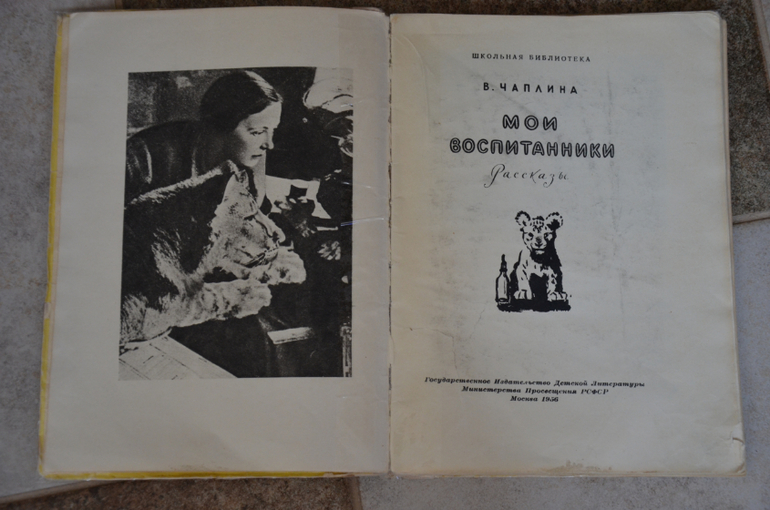 ШКОЛЬНАЯ БИБЛИОТЕКА
В. ЧАПЛИНА
МОИ
ВОСПИТАННИКИ
Рассказы
Государственное Издательство Детской Литературы
Министерства Просвещения РСФСР
Москва 1956